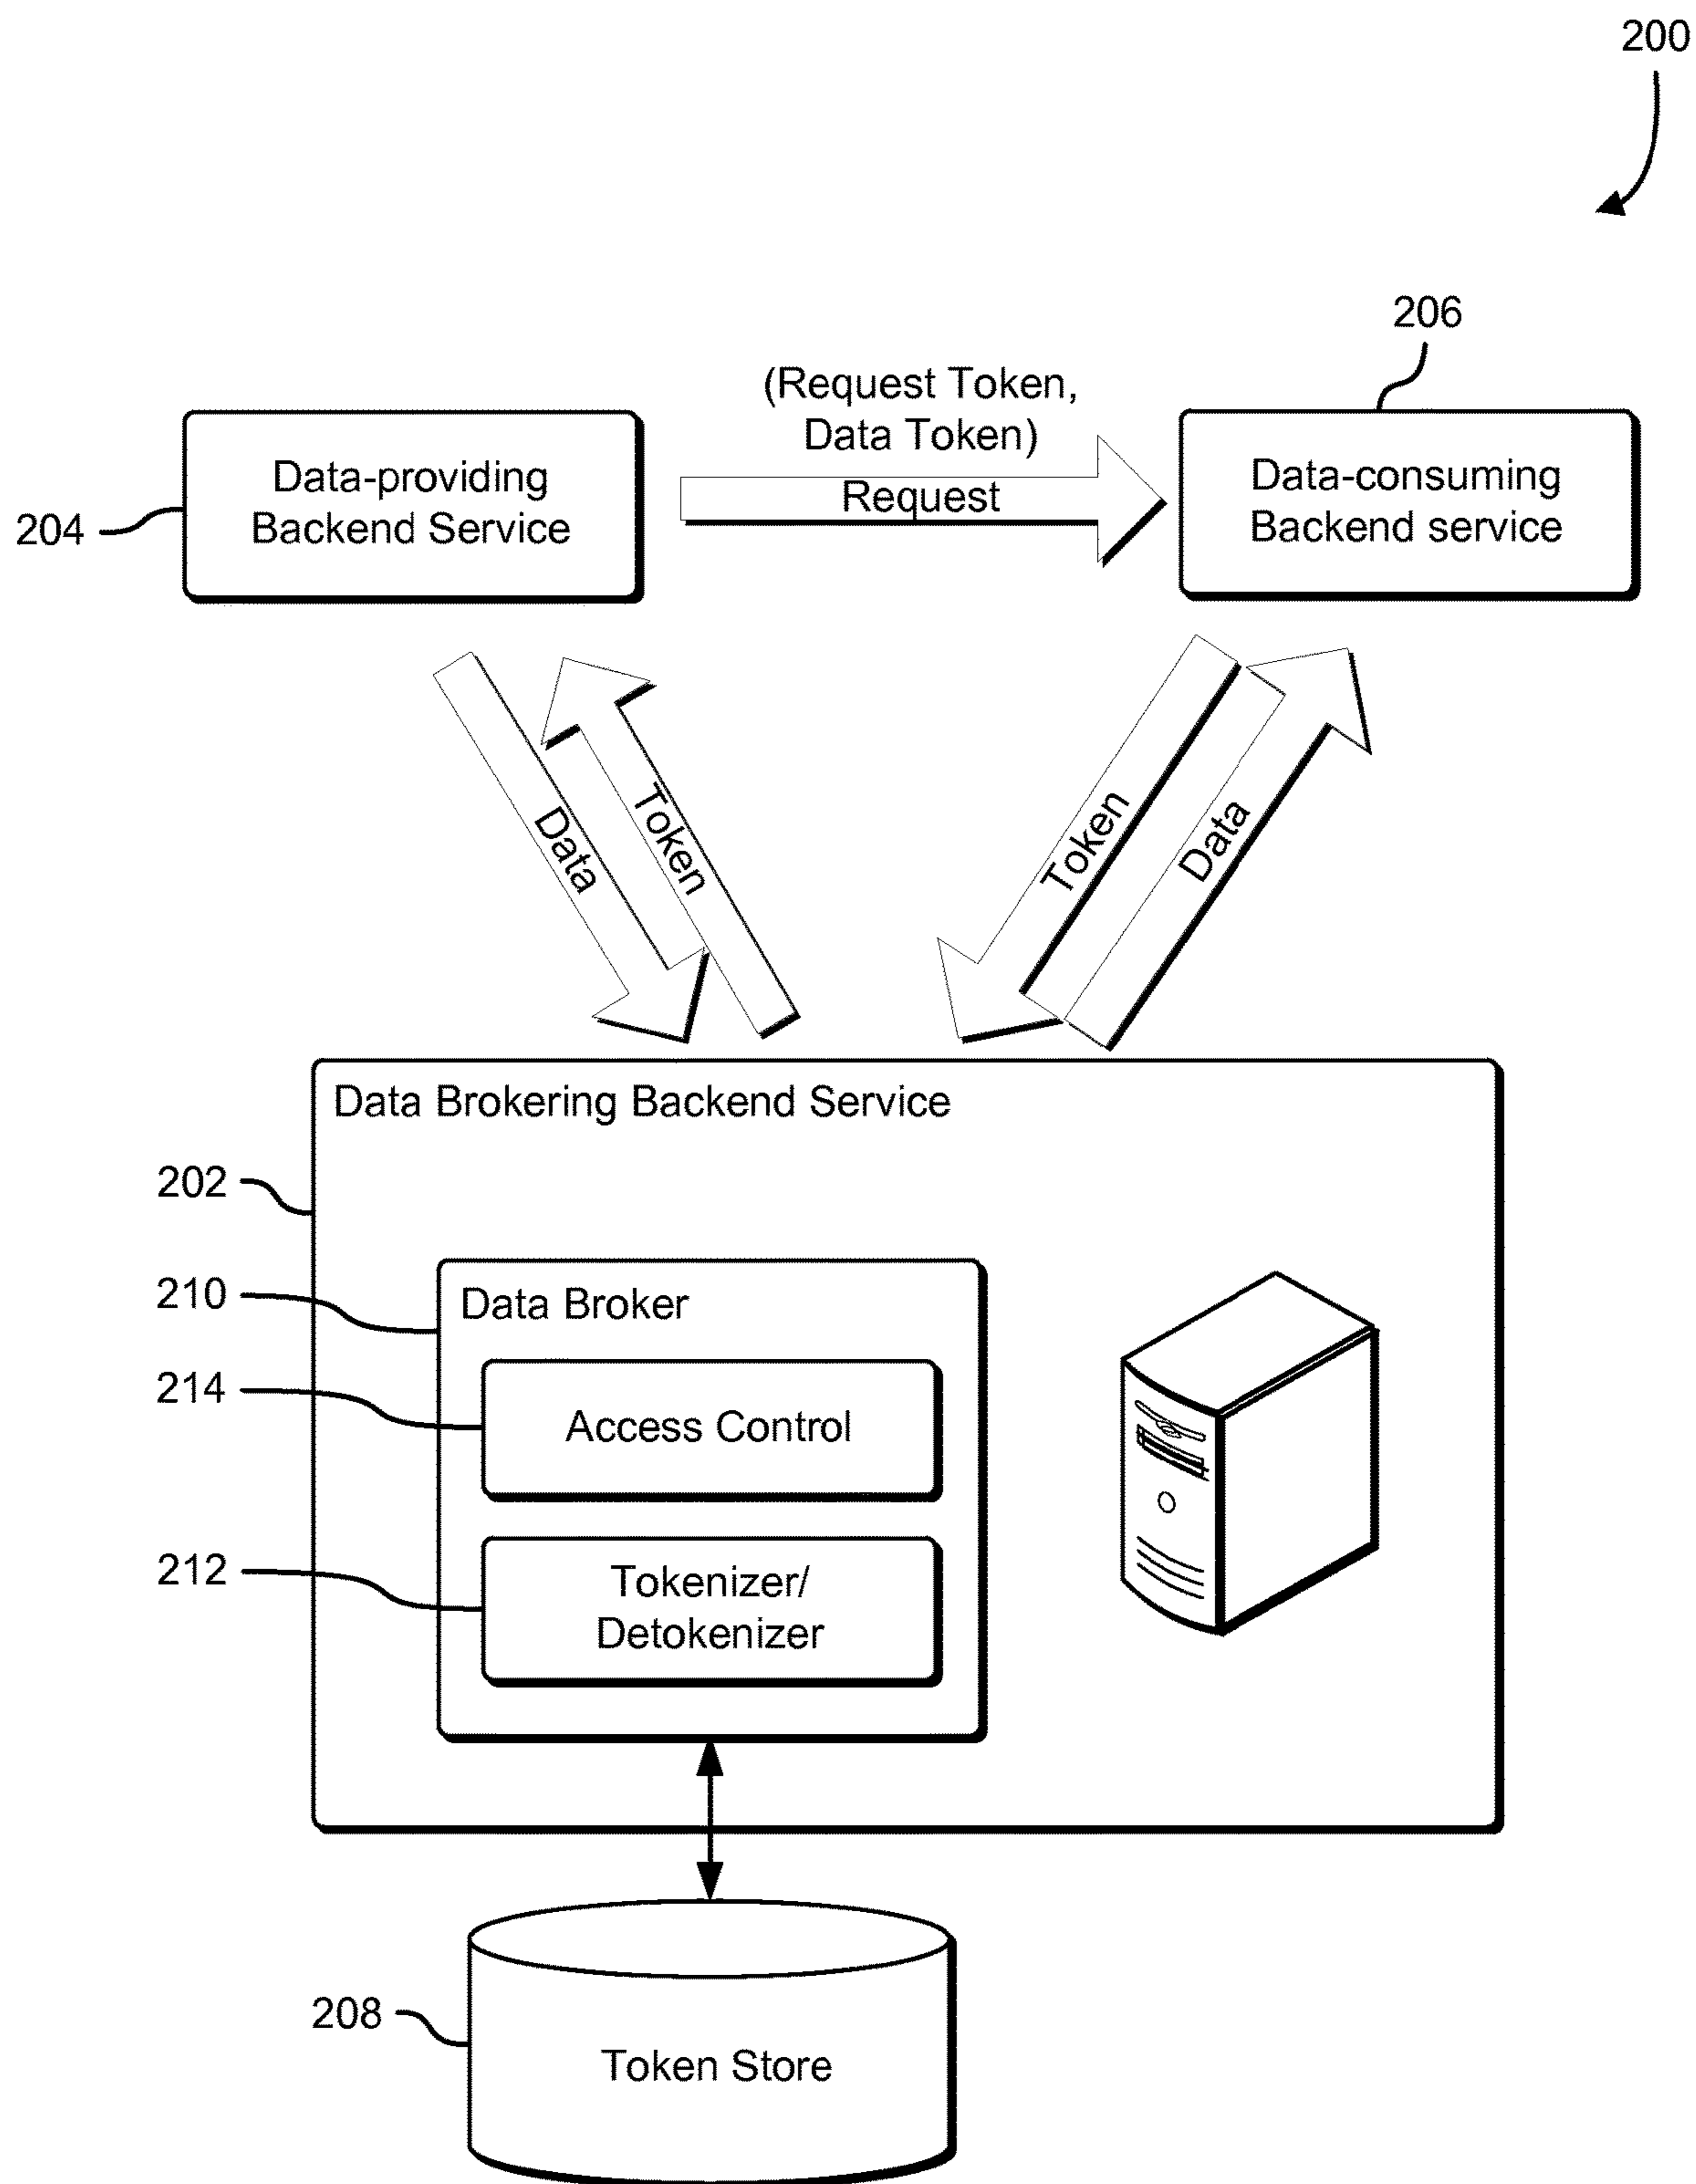 200
206
(Request Token,
Data Token)
Request
Data-providing
Backend Service
204
Data-consuming
Backend service
Data
Token
Token
Data
Data Brokering Backend Service
202
210
Data Broker
214
Access Control
212
Tokenizer/
Detokenizer
208
Token Store